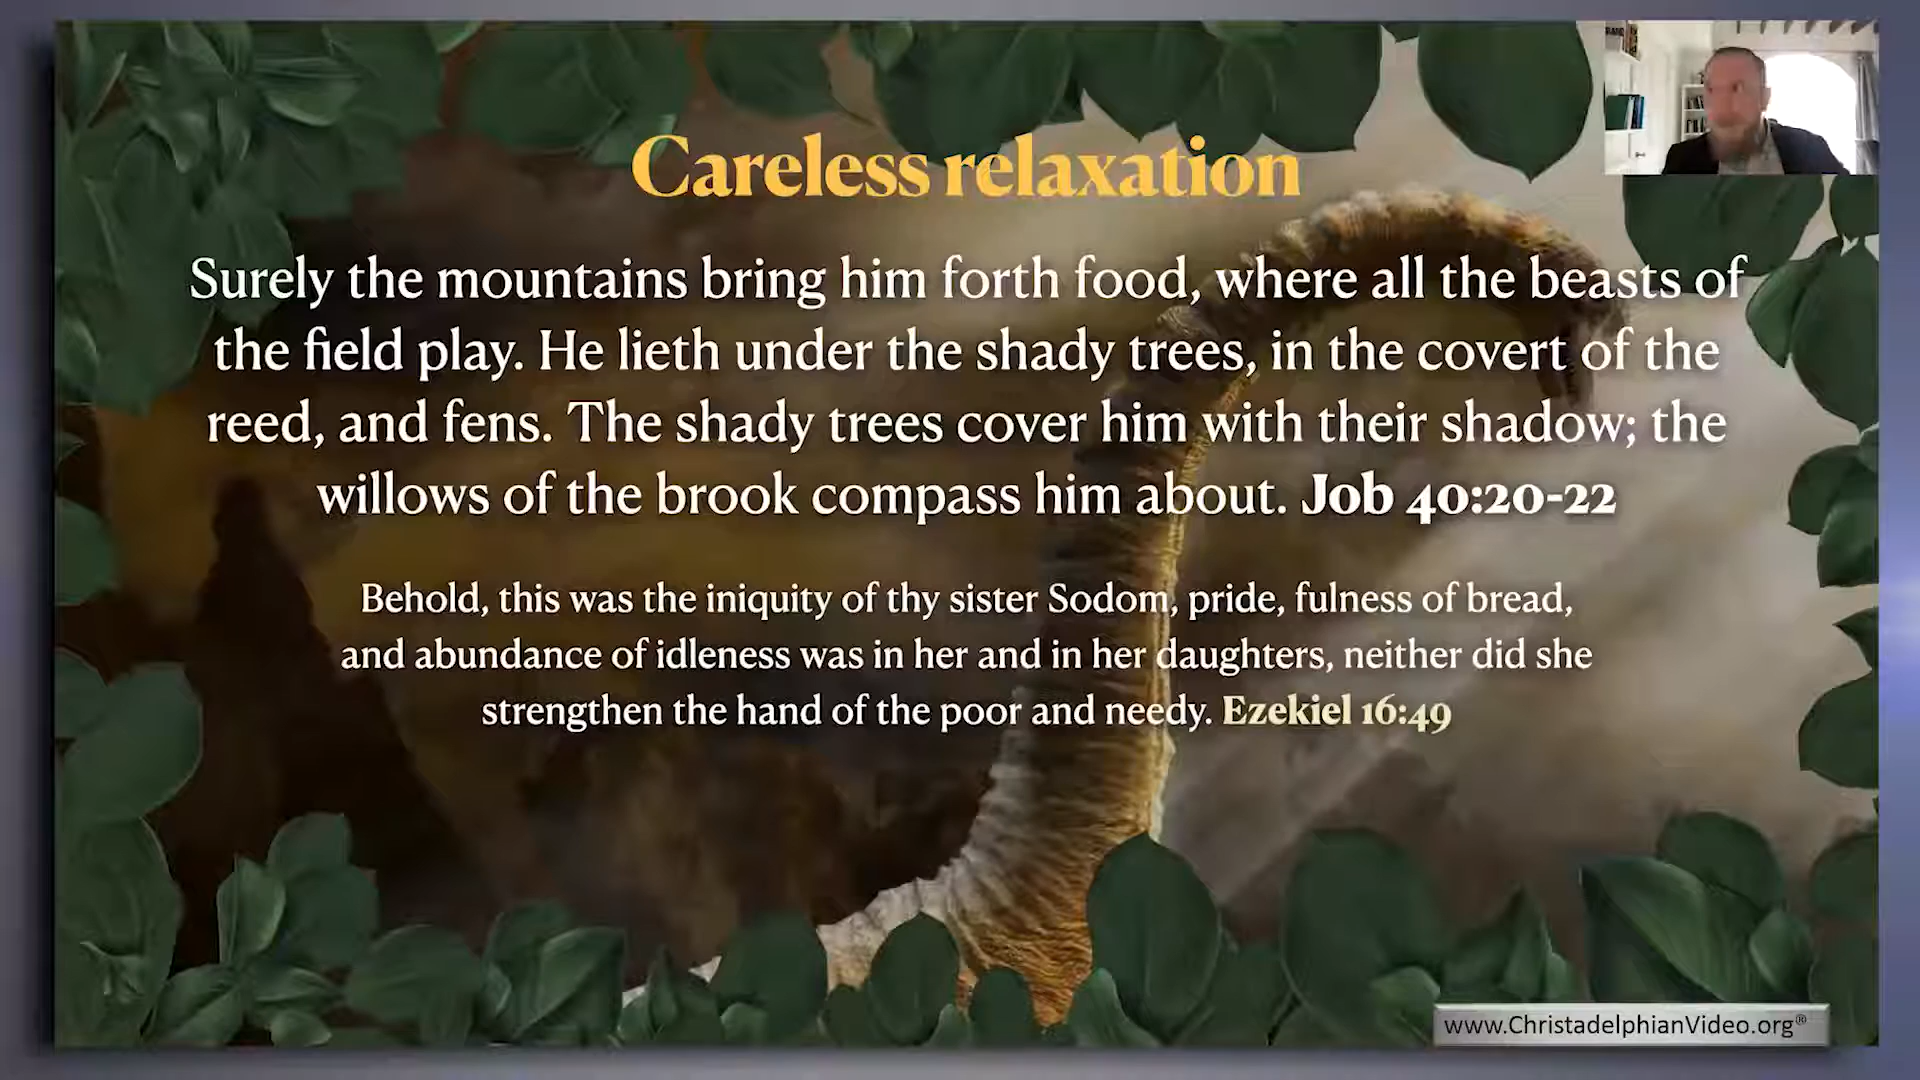 Careless relaxation
Surely the mountains bring him forth food, where all the beasts of
the field play. He lieth under the shady trees, in the covert of the
reed, and fens. The shady trees cover him with their shadow; the
willows of the brook compass him about. Job 40:20-22
Behold, this was the iniquity of thy sister Sodom, pride, fulness of bread,
and abundance of idleness was in her and in her daughters, neither did she
strengthen the hand of the poor and needy. Ezekiel 16:49
www.ChristadelphianVideo.org®